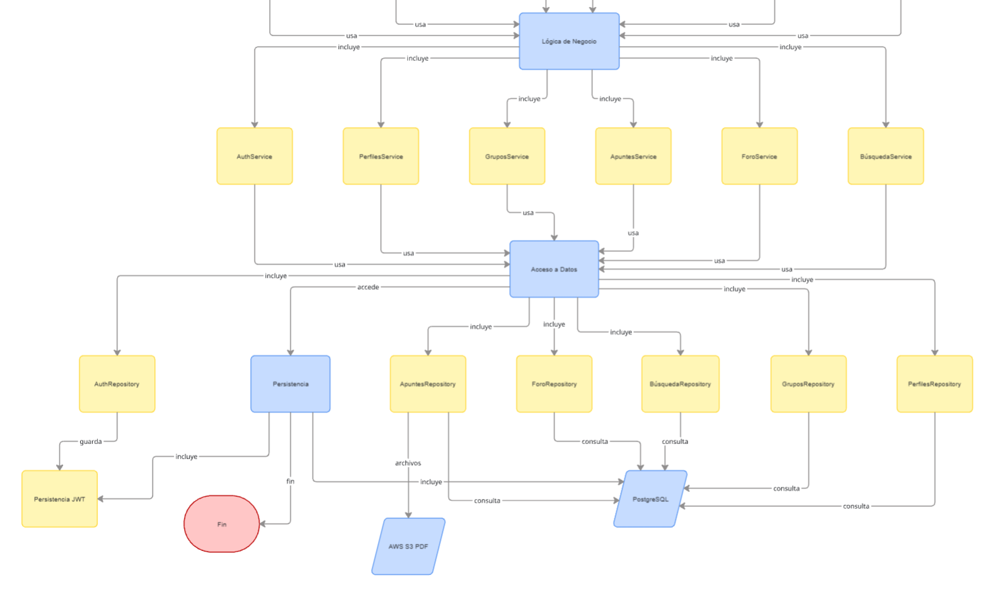 usa
usa
usa
usa
Lógica de Negocio
incluye
incluye
incluye
incluye
incluye
incluye
AuthService
PerfilesService
GruposService
ApuntesService
ForoService
BúsquedaService
usa
usa
usa
usa
usa
usa
Acceso a Datos
incluye
accede
incluye
incluye
incluye
incluye
incluye
AuthRepository
Persistencia
ApuntesRepository
ForoRepository
BúsquedaRepository
GruposRepository
PerfilesRepository
guarda
incluye
fin
archivos
incluye
consulta
consulta
consulta
consulta
consulta
Persistencia JWT
Fin
PostgreSQL
AWS S3 PDF